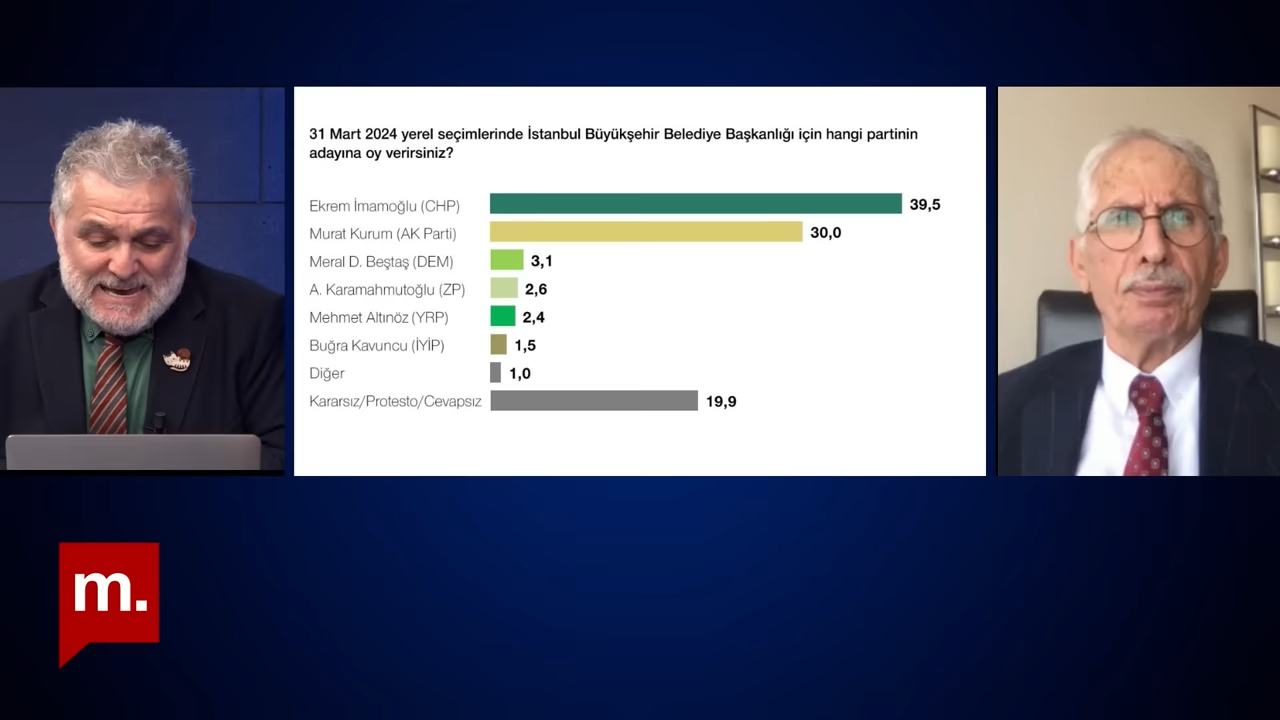 31 Mart 2024 yerel seçimlerinde İstanbul Büyükşehir Belediye Başkanlığı için hangi partinin
adayına oy verirsiniz?
Ekrem İmamoğlu (CHP) 39,5
Murat Kurum (AK Parti) 30,0
Meral D. Beştaş (DEM) 3,1
A. Karamahmutoğlu (ZP) 2,6
Mehmet Altınöz (YRP) 2,4
Buğra Kavuncu (İYİP) 1,5
Diğer 1,0
Kararsız/Protesto/Cevapsız 19,9
m.